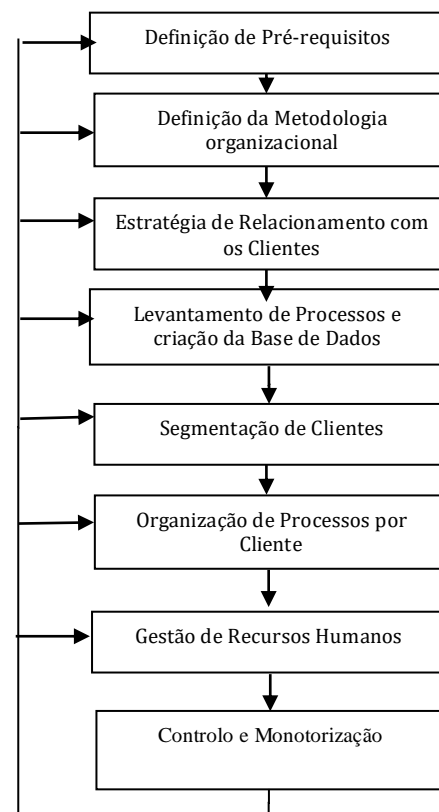 Definição de Pré-requisitos
Definição da Metodologia
organizacional
Estratégia de Relacionamento com
os Clientes
Levantamento de Processos e
criação da Base de Dados
Segmentação de Clientes
Organização de Processos por
Cliente
Gestão de Recursos Humanos
Controlo e Monotorização